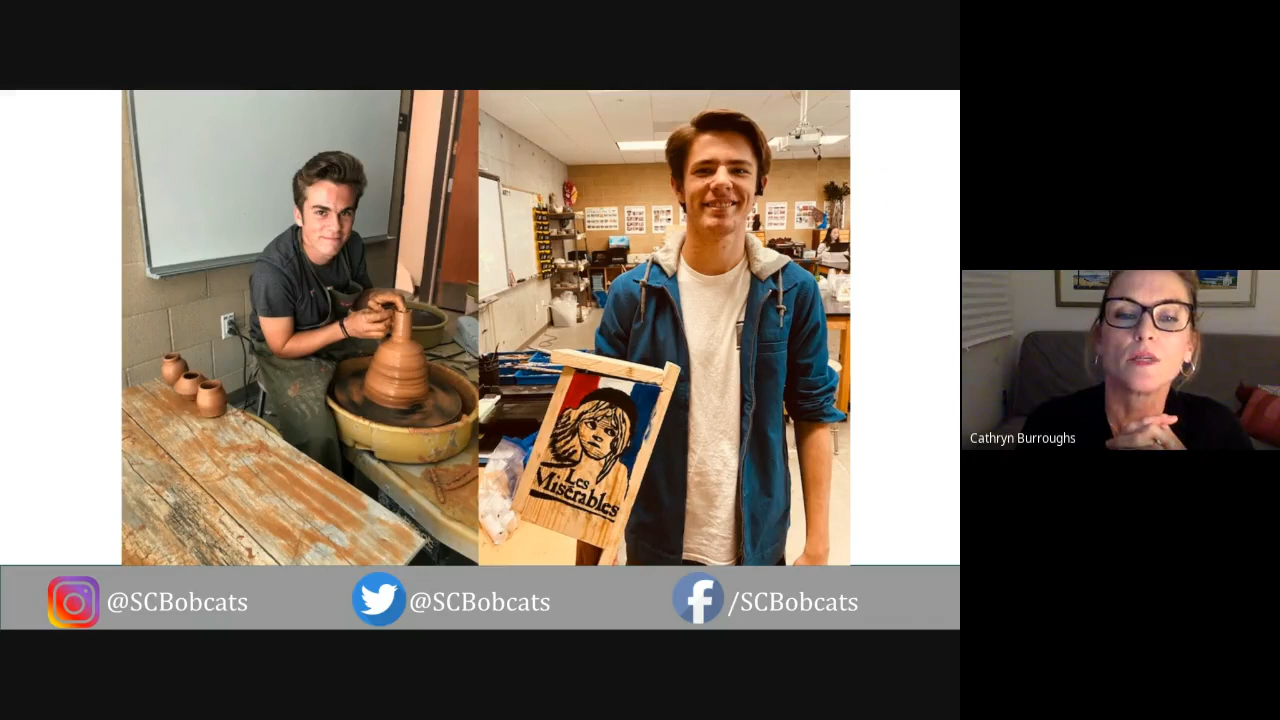 Les
Misérables
@SCBobcats
@SCBobcats
/SCBobcats
Cathryn Burroughs